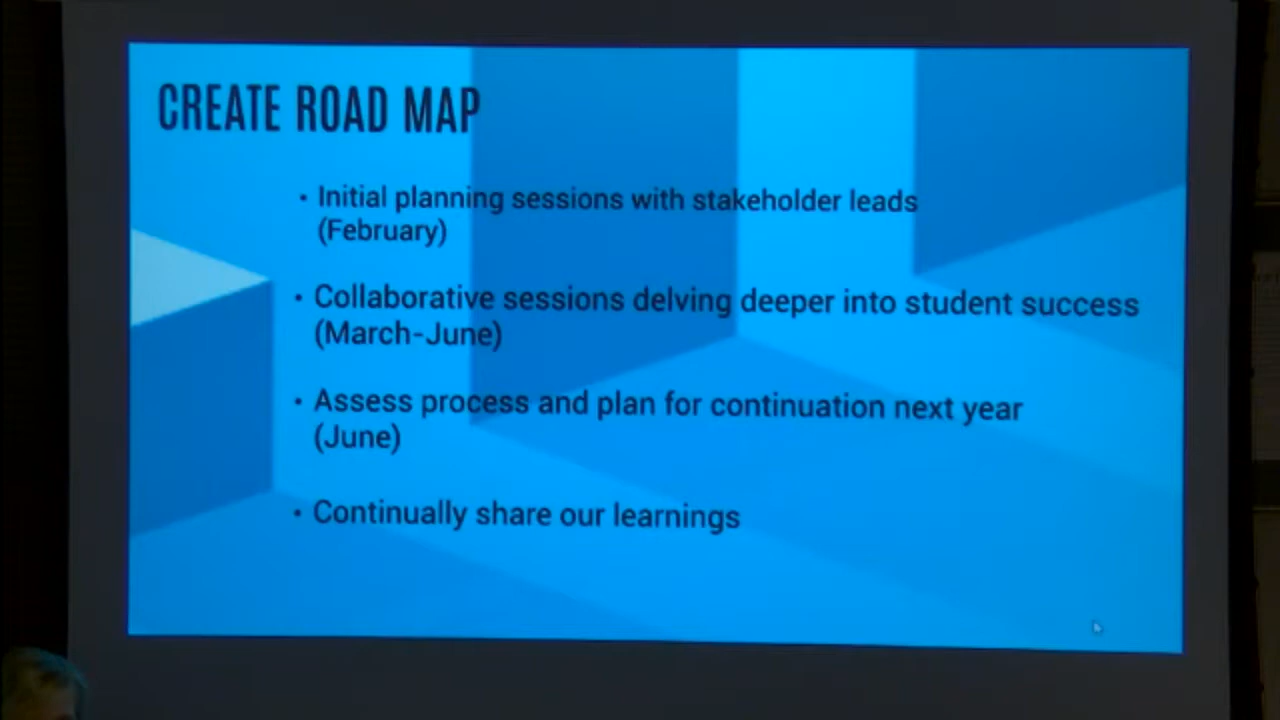 CREATE ROAD MAP
• Initial planning sessions with stakeholder leads
(February)
• Collaborative sessions delving deeper into student success
(March-June)
• Assess process and plan for continuation next year
(June)
• Continually share our learnings